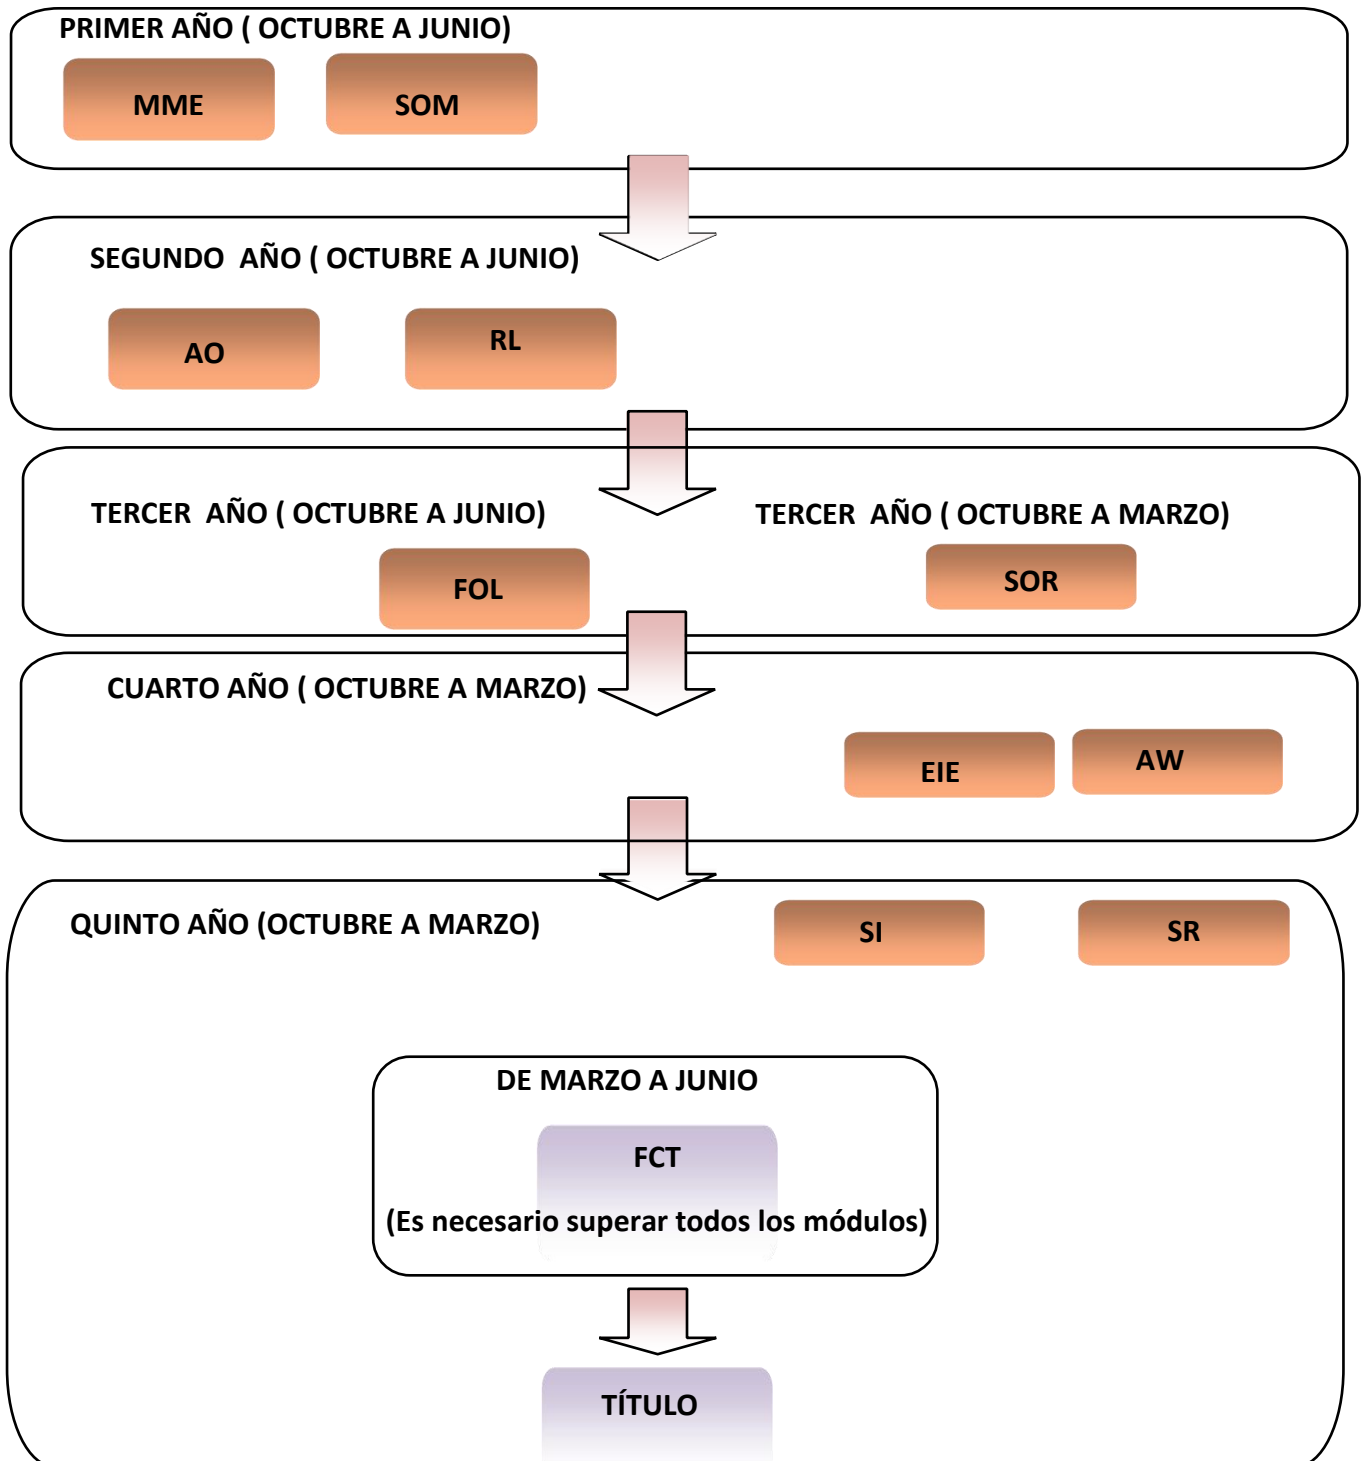 PRIMER AÑO ( OCTUBRE A JUNIO)
MME
SOM
SEGUNDO  AÑO ( OCTUBRE A JUNIO)
AO
RL
TERCER  AÑO ( OCTUBRE A JUNIO)
TERCER  AÑO ( OCTUBRE A MARZO)
FOL
SOR
CUARTO AÑO ( OCTUBRE A MARZO)
EIE
AW
QUINTO AÑO (OCTUBRE A MARZO)
SI
SR
DE MARZO A JUNIO
FCT
(Es necesario superar todos los módulos)
TÍTULO